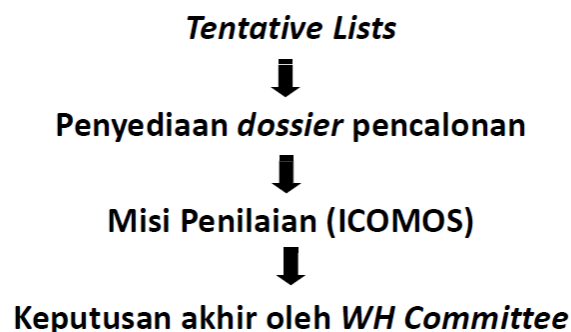 Tentative Lists
Penyediaan dossier pencalonan
Misi Penilaian (ICOMOS)
Keputusan akhir oleh WH Committee